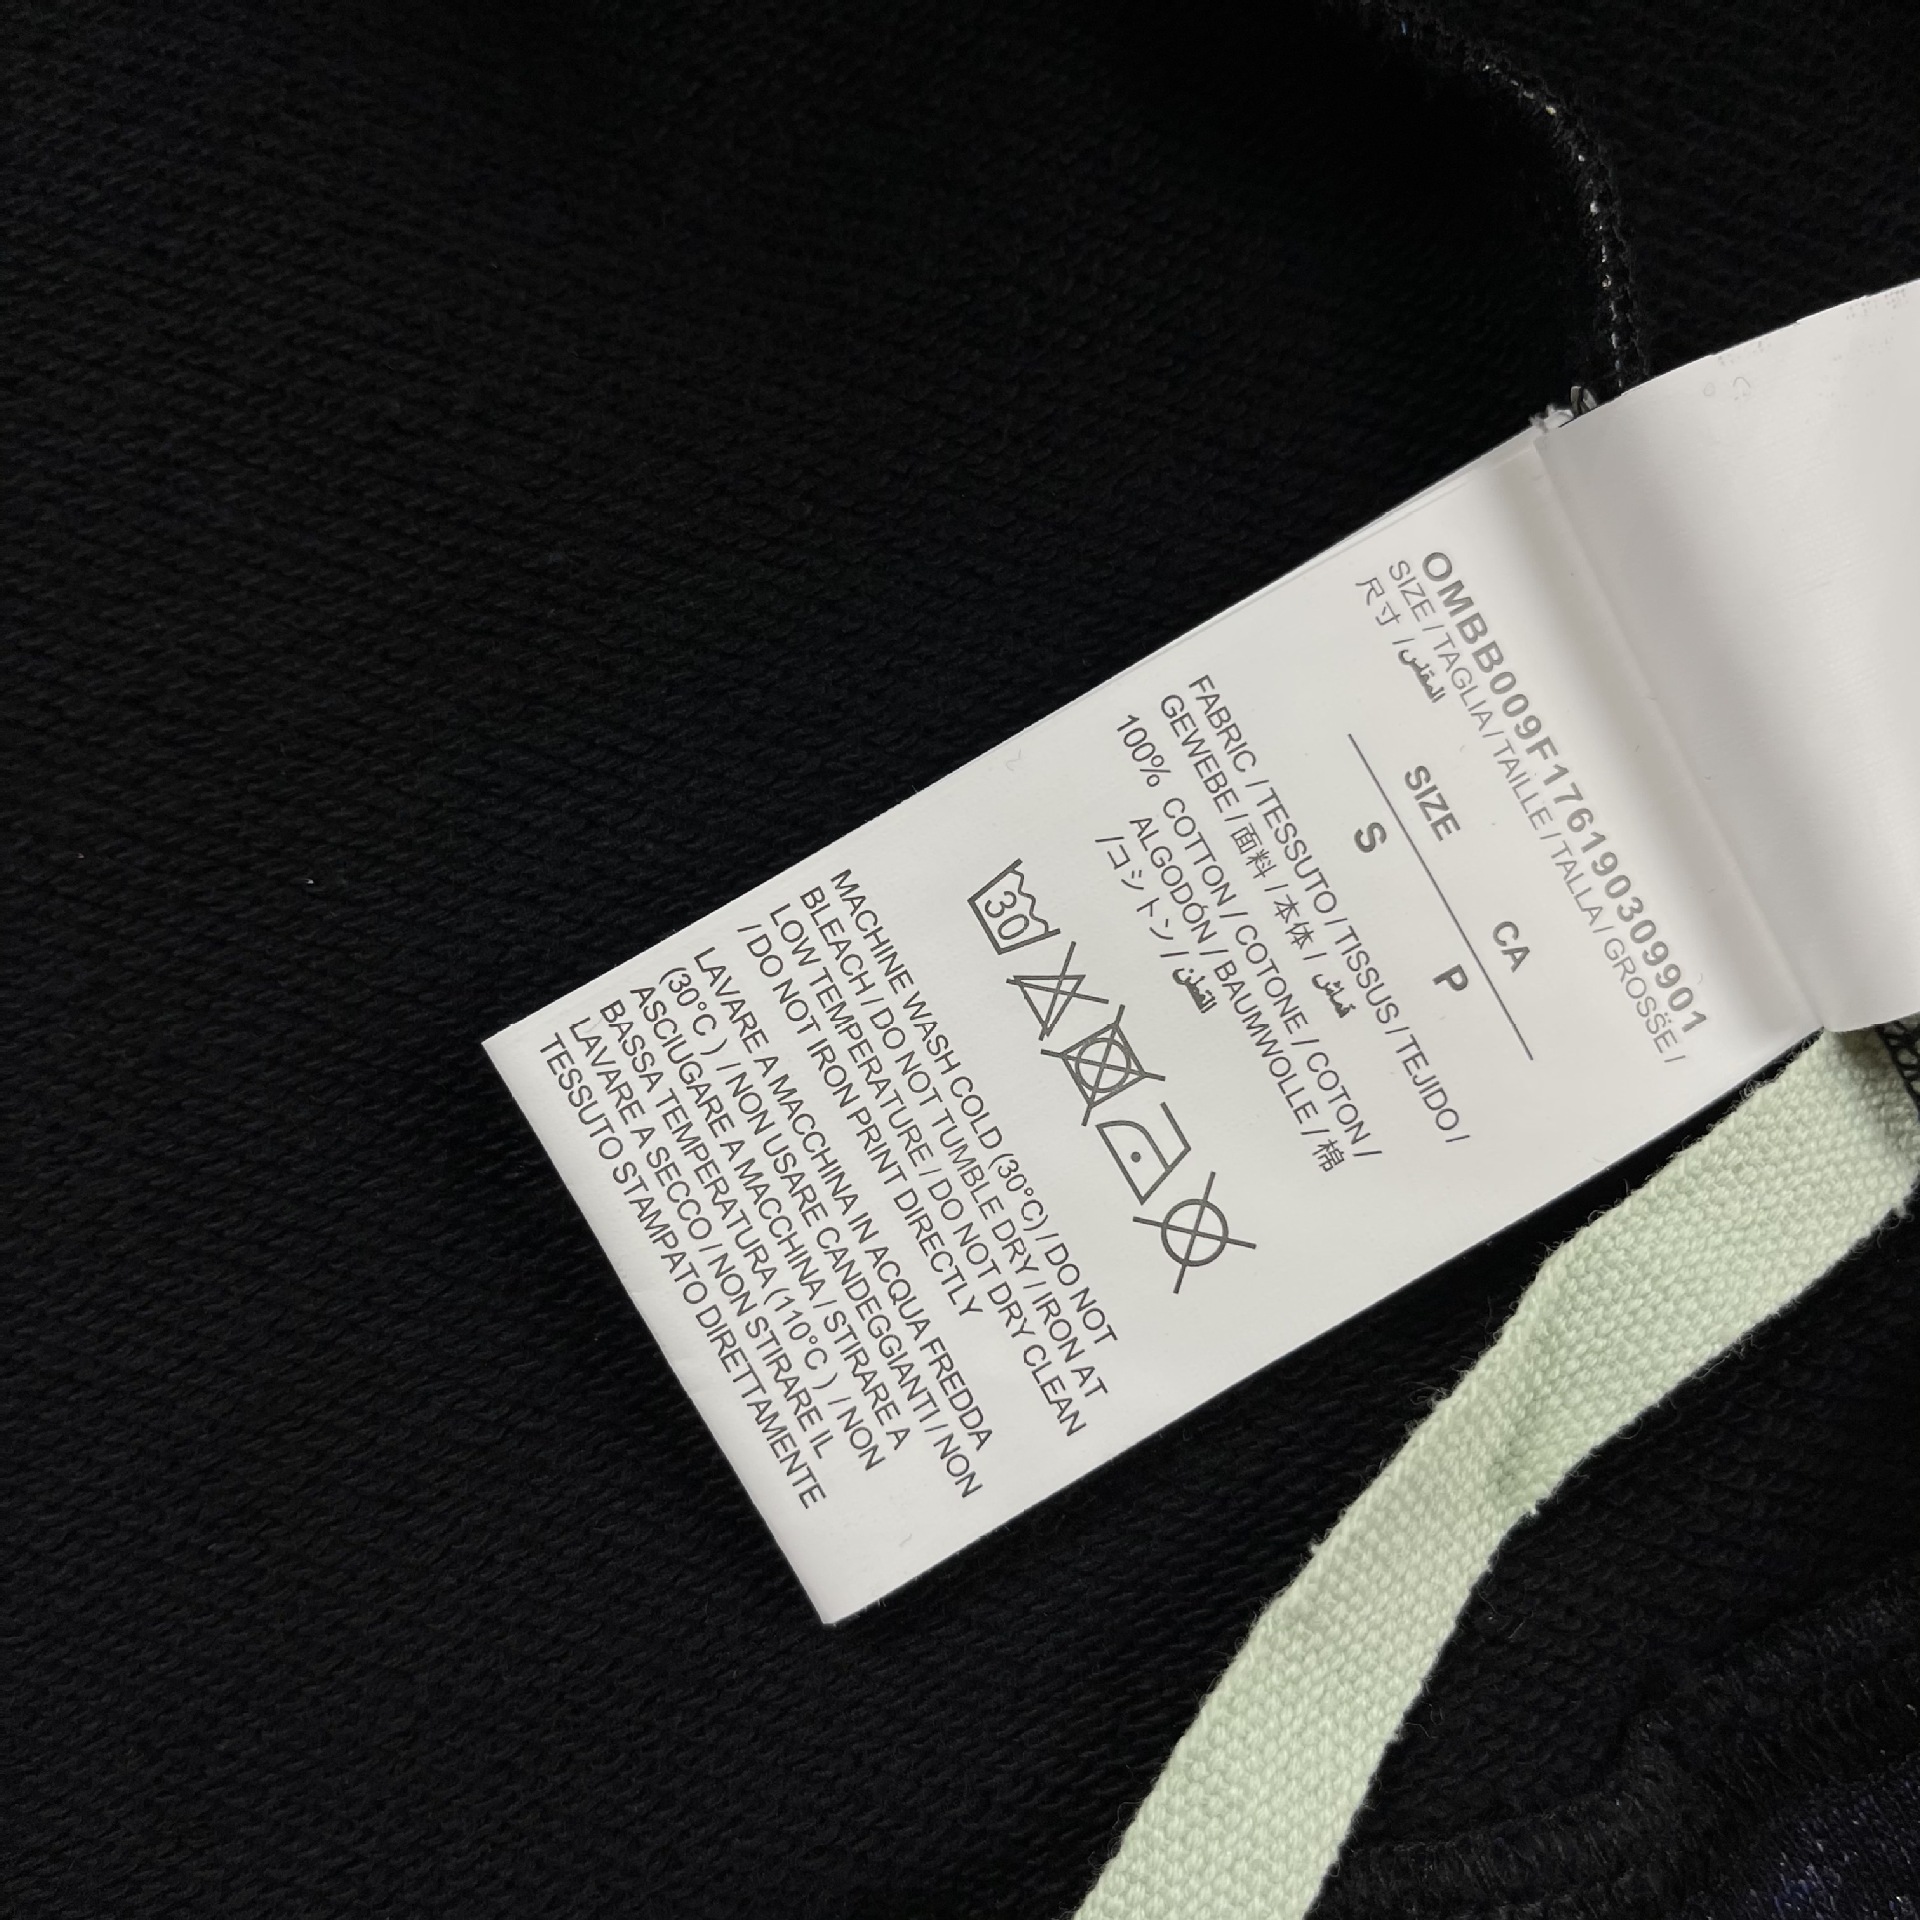 OMBB009F17619030990​1
SIZE / TAGLIA / TAILLE / TALLA / GROSSE /
尺寸 / المقاس
SIZE CA
S P
FABRIC / TESSUTO / TISSUS / TEJIDO /
GEWEBE / 面料 / 本体 / قماش
100% COTTON / COTONE / COTON /
ALGODÓN / BAUMWOLLE / 棉
/ コシトン / القطن
30
MACHINE WASH COLD (30°C) / DO NOT
BLEACH / DO NOT TUMBLE DRY / IRON AT
LOW TEMPERATURE / DO NOT DRY CLEAN
/ DO NOT IRON PRINT DIRECTLY
LAVARE A MACCHINA IN ACQUA FREDDA
(30°C ) / NON USARE CANDEGGIANTI / NON
ASCIUGARE A MACCHINA / STIRARE A
BASSA TEMPERATURA (110°C ) / NON
LAVARE A SECCO / NON STIRARE IL
TESSUTO STAMPATO DIRETTAMENTE